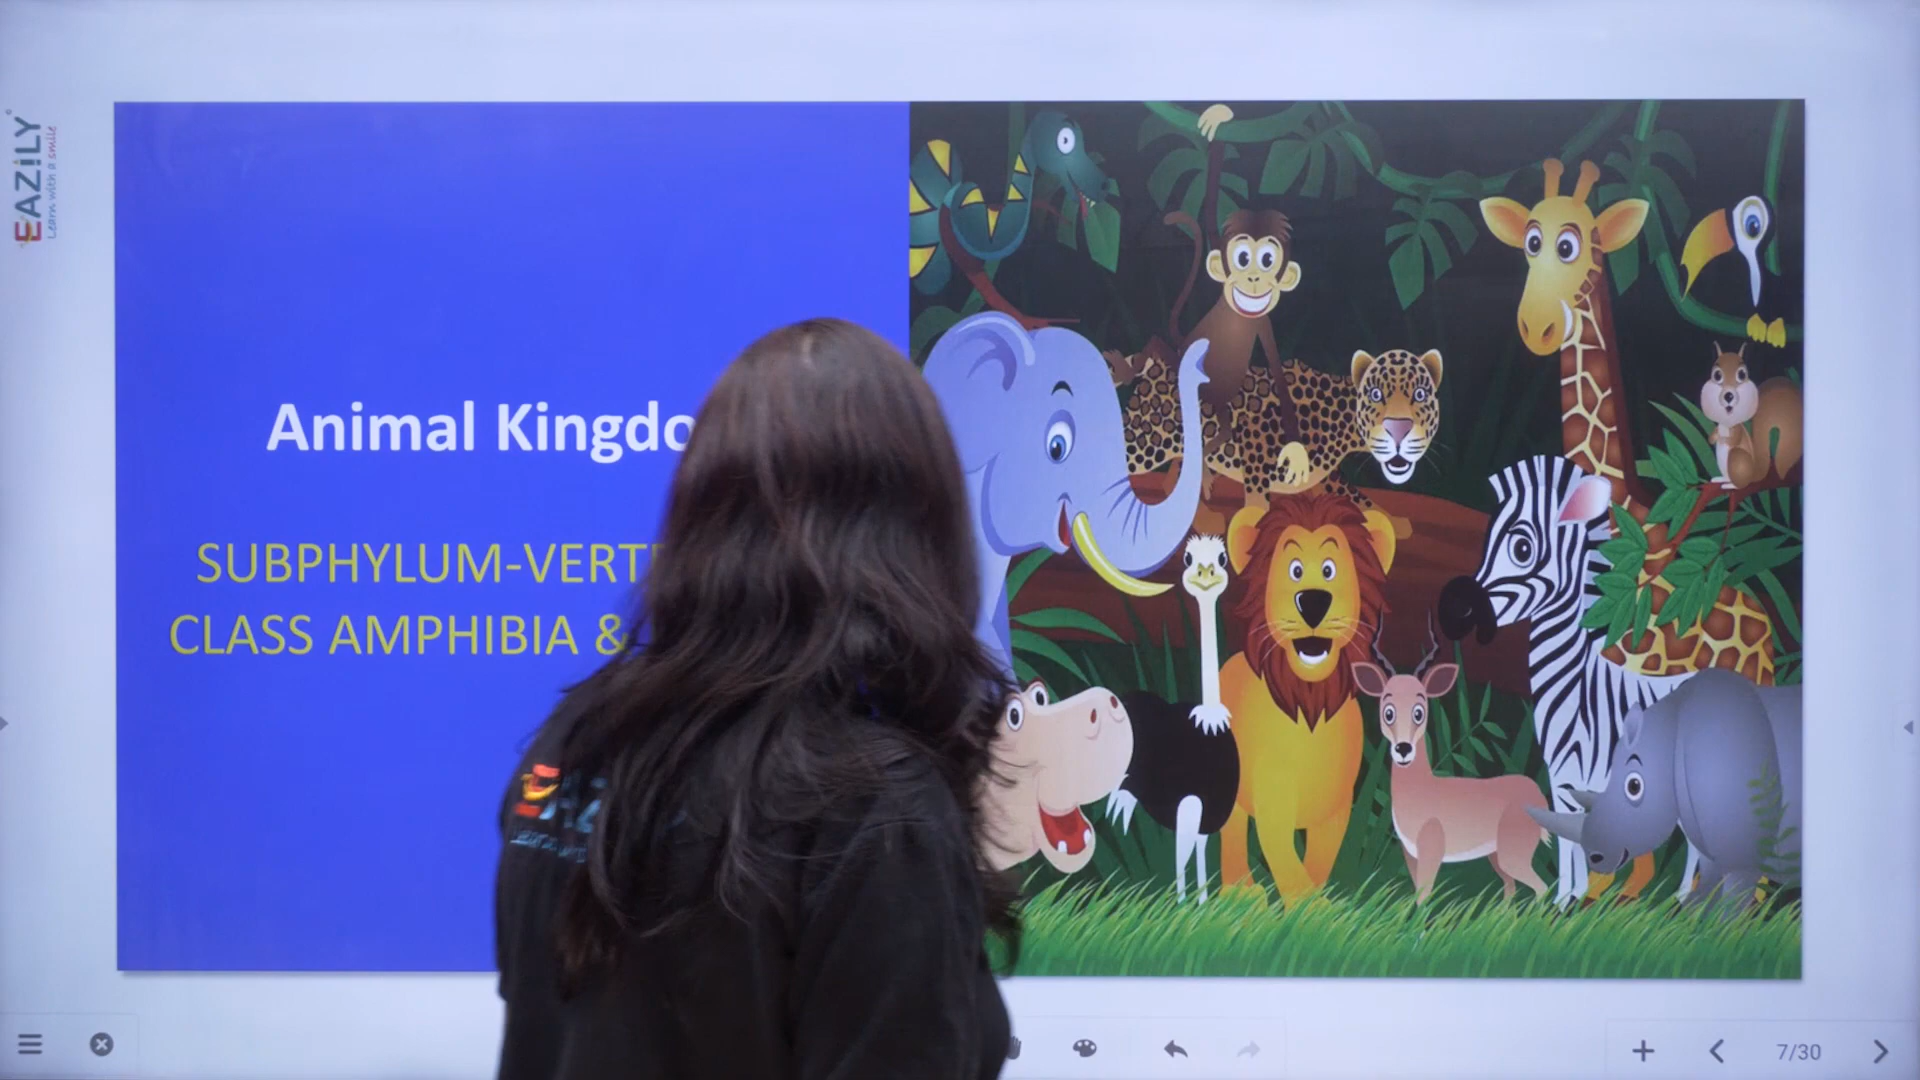 EAZILY
Learn with a smile
Animal Kingdo
SUBPHYLUM-VERT
CLASS AMPHIBIA &
7/30